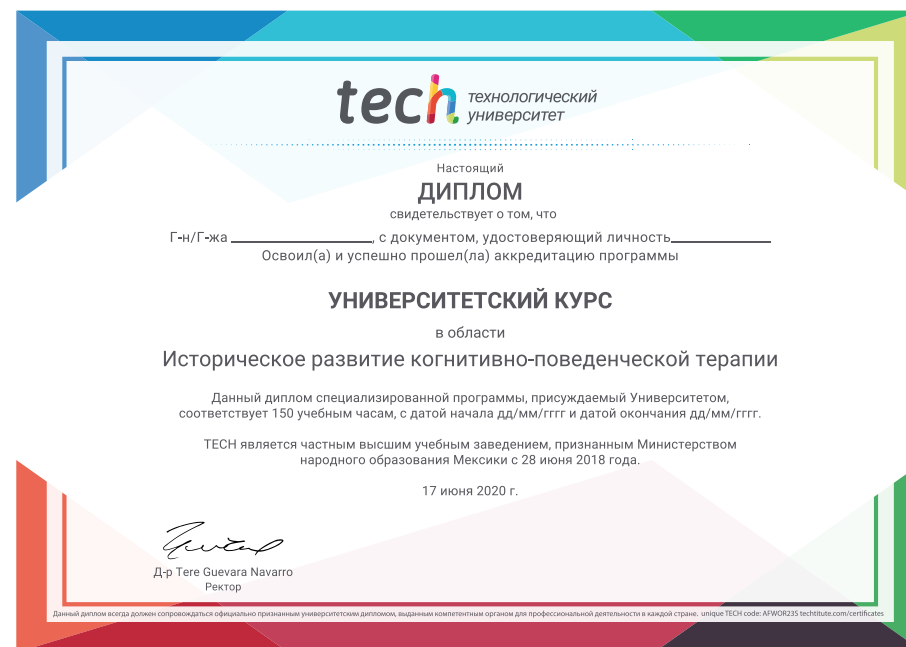 tech технологический
университет
Настоящий
ДИПЛОМ
свидетельствует о том, что
Г-н/Г-жа ____________________, с документом, удостоверяющий личность______________
Освоил(а) и успешно прошел(ла) аккредитацию программы
УНИВЕРСИТЕТСКИЙ КУРС
в области
Историческое развитие когнитивно-поведенческой терапии
Данный диплом специализированной программы, присуждаемый Университетом,
соответствует 150 учебным часам, с датой начала дд/мм/гггг и датой окончания дд/мм/гггг.
TECH является частным высшим учебным заведением, признанным Министерством
народного образования Мексики с 28 июня 2018 года.
17 июня 2020 г.
Д-р Tere Guevara Navarro
Ректор
Данный диплом всегда должен сопровождаться официально признанным университетским дипломом, выданным компетентным органом для профессиональной деятельности в каждой стране. unique TECH code: AFWOR23S techtitute.com/certificates